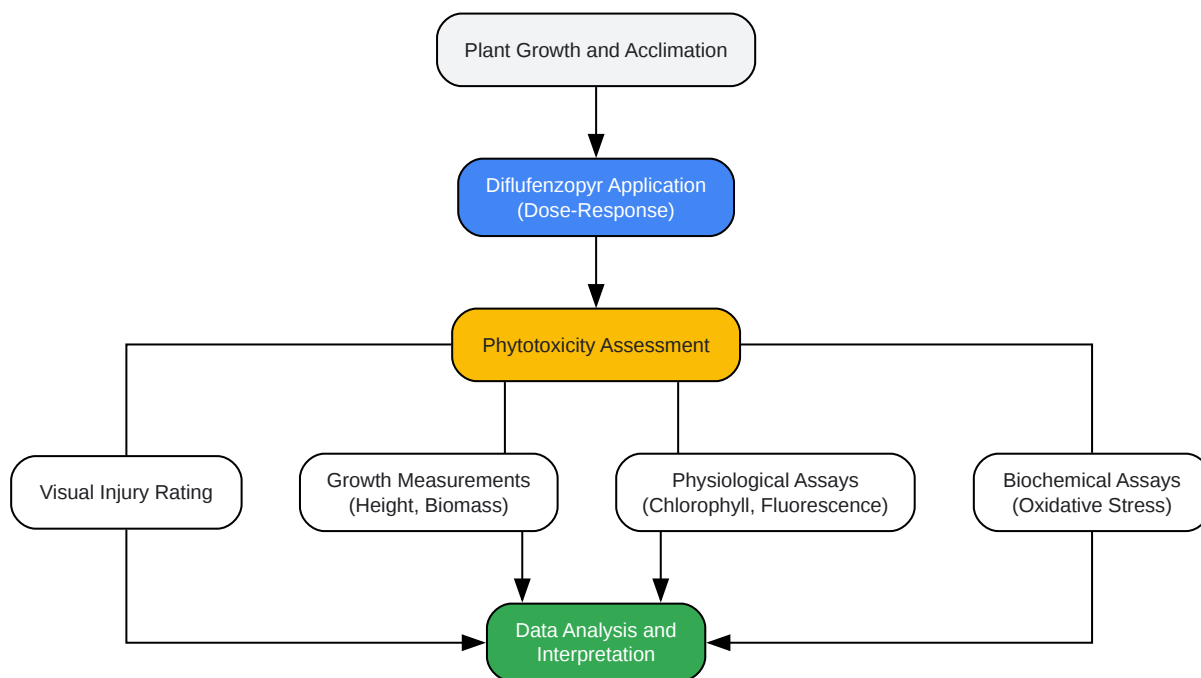 Plant Growth and Acclimation
Diflufenzopyr Application
(Dose-Response)
Phytotoxicity Assessment
Visual Injury Rating
Growth Measurements
(Height, Biomass)
Physiological Assays
(Chlorophyll, Fluorescence)
Biochemical Assays
(Oxidative Stress)
Data Analysis and
Interpretation